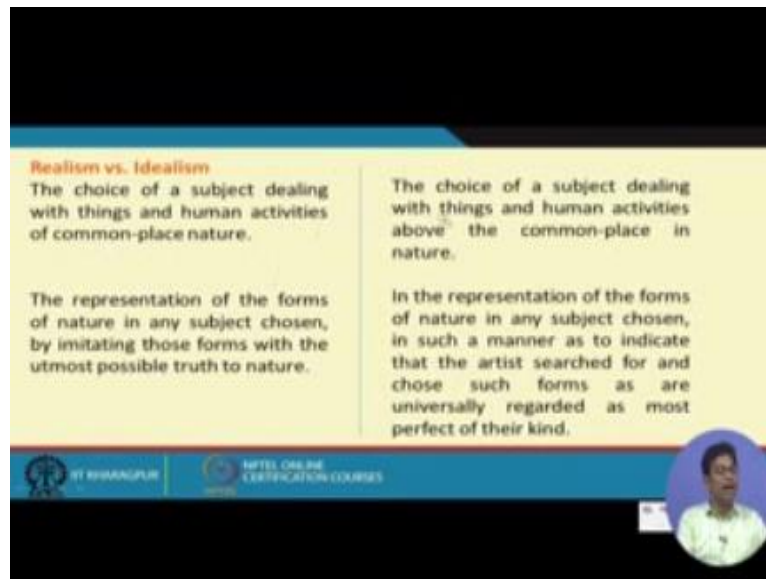 Realism vs. Idealism
The choice of a subject dealing
with things and human activities
of common-place nature.
The representation of the forms
of nature in any subject chosen,
by imitating those forms with the
utmost possible truth to nature.
The choice of a subject dealing
with things and human activities
above the common-place in
nature.
In the representation of the forms
of nature in any subject chosen,
in such a manner as to indicate
that the artist searched for and
chose such forms as are
universally regarded as most
perfect of their kind.
IIT KHARAGPUR
NPTEL ONLINE
CERTIFICATION COURSES
NPTEL